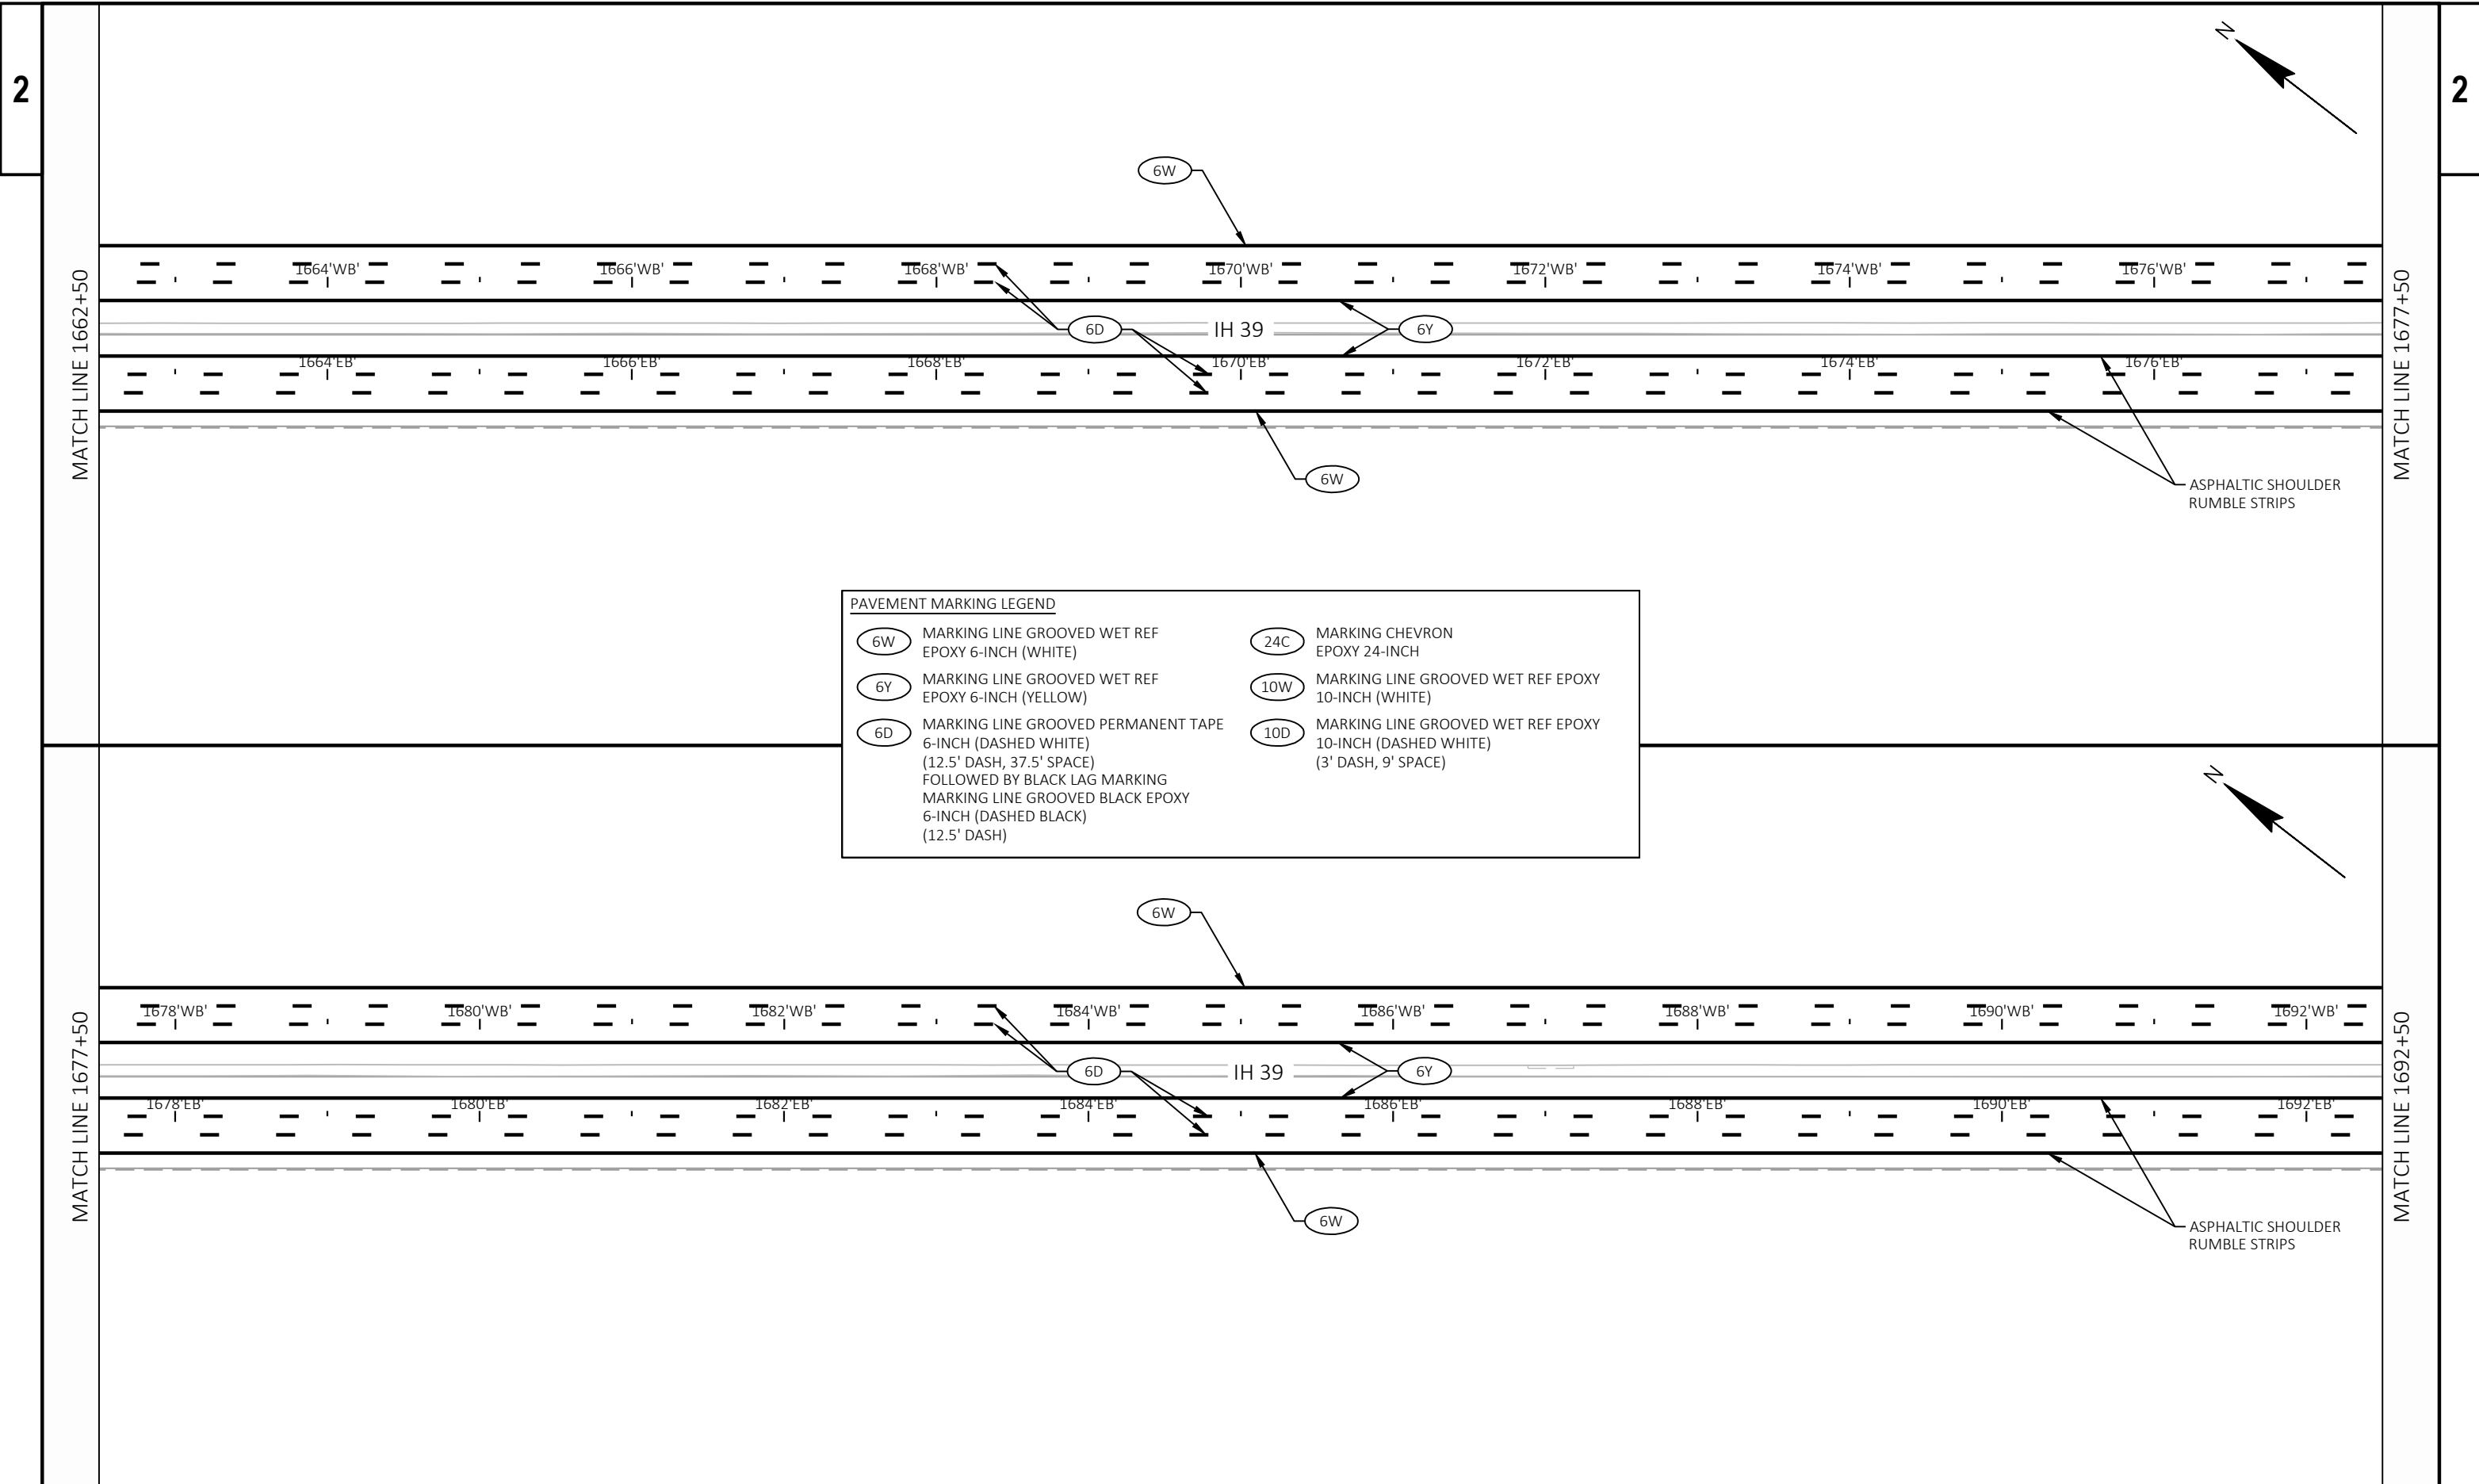 2
2
N
6W
MATCH LINE 1662+50
1664'WB'
1666'WB'
1668'WB'
1670'WB'
1672'WB'
1674'WB'
1676'WB'
MATCH LINE 1677+50
6D
IH 39
6Y
1664'EB'
1666'EB'
1668'EB'
1670'EB'
1672'EB'
1674'EB'
1676'EB'
6W
ASPHALTIC SHOULDER
RUMBLE STRIPS
PAVEMENT MARKING LEGEND
6W
MARKING LINE GROOVED WET REF
EPOXY 6-INCH (WHITE)
6Y
MARKING LINE GROOVED WET REF
EPOXY 6-INCH (YELLOW)
6D
MARKING LINE GROOVED PERMANENT TAPE
6-INCH (DASHED WHITE)
(12.5' DASH, 37.5' SPACE)
FOLLOWED BY BLACK LAG MARKING
MARKING LINE GROOVED BLACK EPOXY
6-INCH (DASHED BLACK)
(12.5' DASH)
24C
MARKING CHEVRON
EPOXY 24-INCH
10W
MARKING LINE GROOVED WET REF EPOXY
10-INCH (WHITE)
10D
MARKING LINE GROOVED WET REF EPOXY
10-INCH (DASHED WHITE)
(3' DASH, 9' SPACE)
N
6W
MATCH LINE 1677+50
1678'WB'
1680'WB'
1682'WB'
1684'WB'
1686'WB'
1688'WB'
1690'WB'
1692'WB'
MATCH LINE 1692+50
6D
IH 39
6Y
1678'EB'
1680'EB'
1682'EB'
1684'EB'
1686'EB'
1688'EB'
1690'EB'
1692'EB'
6W
ASPHALTIC SHOULDER
RUMBLE STRIPS